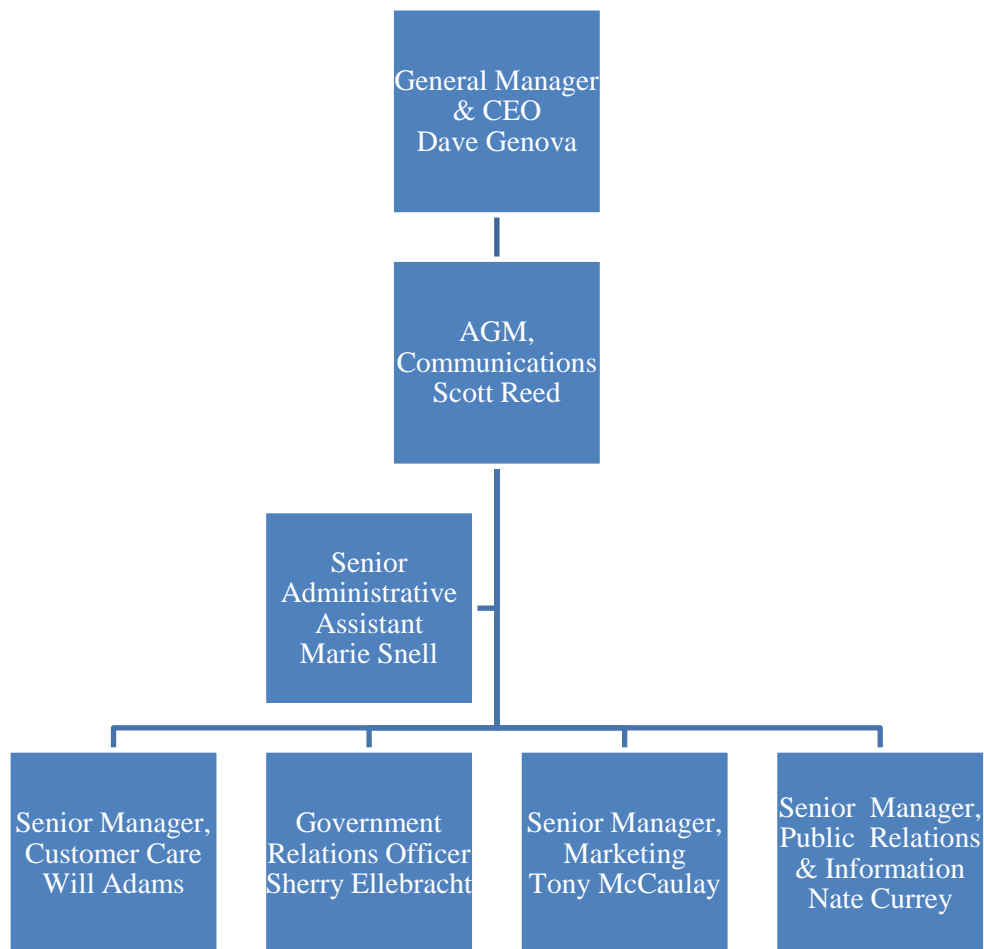 General Manager
& CEO
Dave Genova
AGM,
Communications
Scott Reed
Senior
Administrative
Assistant
Marie Snell
Senior Manager,
Customer Care
Will Adams
Government
Relations Officer
Sherry Ellebracht
Senior Manager,
Marketing
Tony McCaulay
Senior Manager,
Public Relations
& Information
Nate Currey